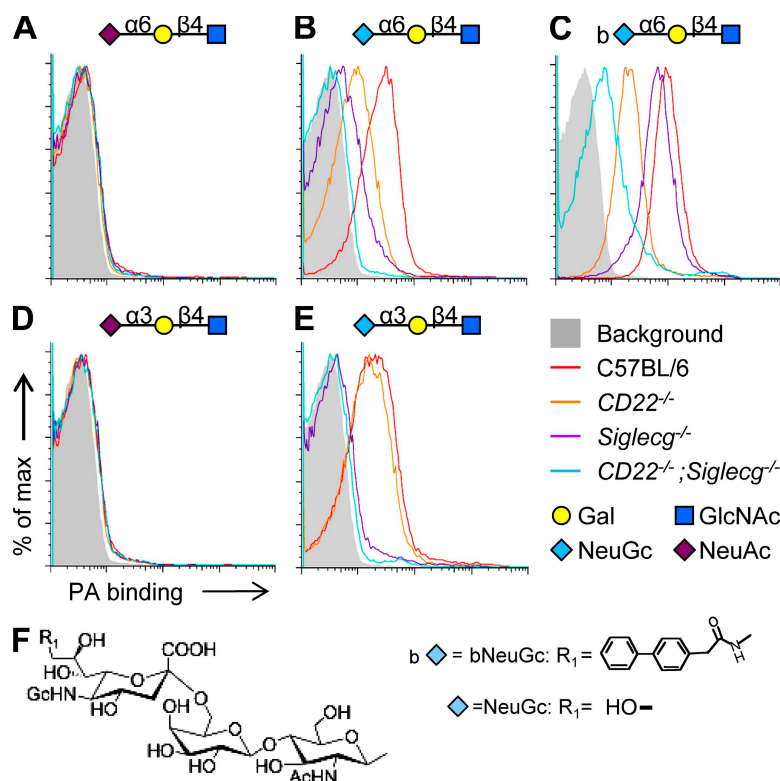 A
α6 β4
B
α6 β4
C
b α6 β4
D
α3 β4
E
α3 β4
% of max
PA binding
Background
C57BL/6
CD22-/-
Siglecg-/-
CD22-/-;Siglecg-/-
Gal
GlcNAc
NeuGc
NeuAc
F
R1
OH
COOH
HO
O
GcHN
HO
O
OH
O
HO
OH
O
OH
O
HO
AcHN
O
b = bNeuGc: R1=
O
N
H
=NeuGc: R1= HO